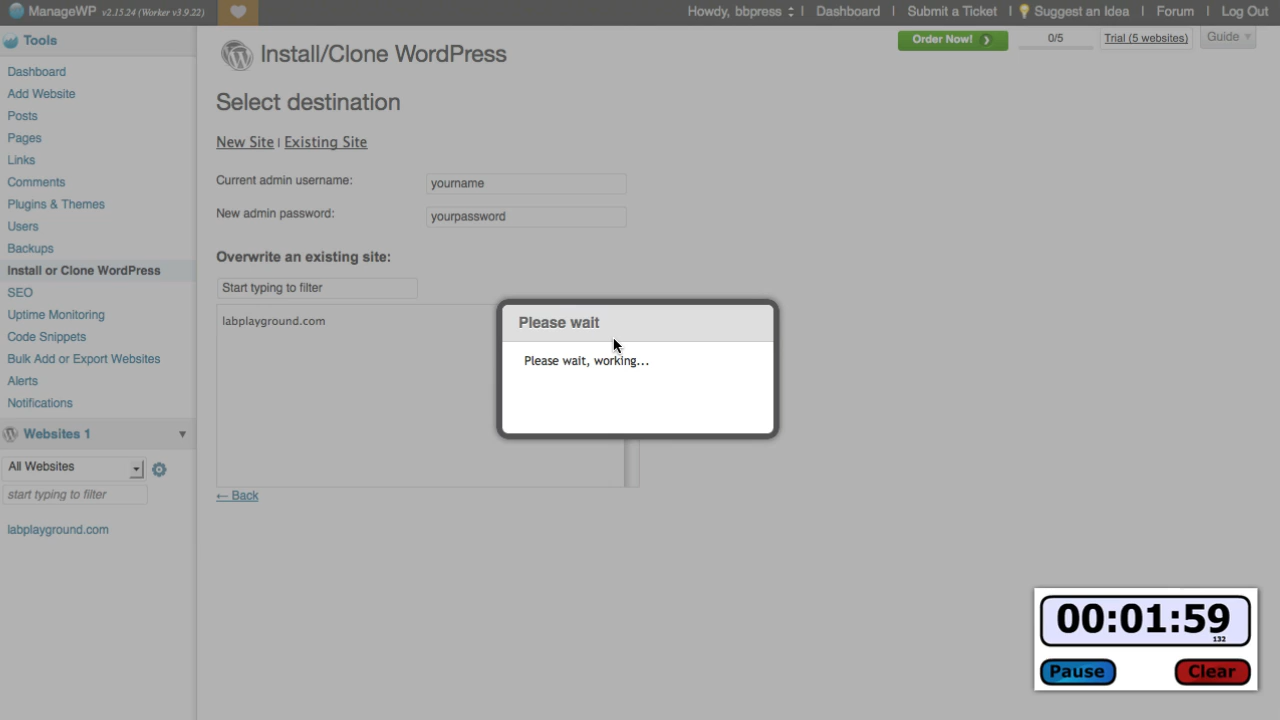 ManageWP v2.15.24 (Worker v3.9.22)
Howdy, bbpress | Dashboard | Submit a Ticket | Suggest an Idea | Forum | Log Out
Tools
Dashboard
Add Website
Posts
Pages
Links
Comments
Plugins & Themes
Users
Backups
Install or Clone WordPress
SEO
Uptime Monitoring
Code Snippets
Bulk Add or Export Websites
Alerts
Notifications
Websites 1
All Websites
start typing to filter
labplayground.com
Install/Clone WordPress
Order Now!
0/5
Trial (5 websites)
Guide
Select destination
New Site | Existing Site
Current admin username: yourname
New admin password: yourpassword
Overwrite an existing site:
Start typing to filter
labplayground.com
← Back
Please wait
Please wait, working...
00:01:59
132
Pause Clear